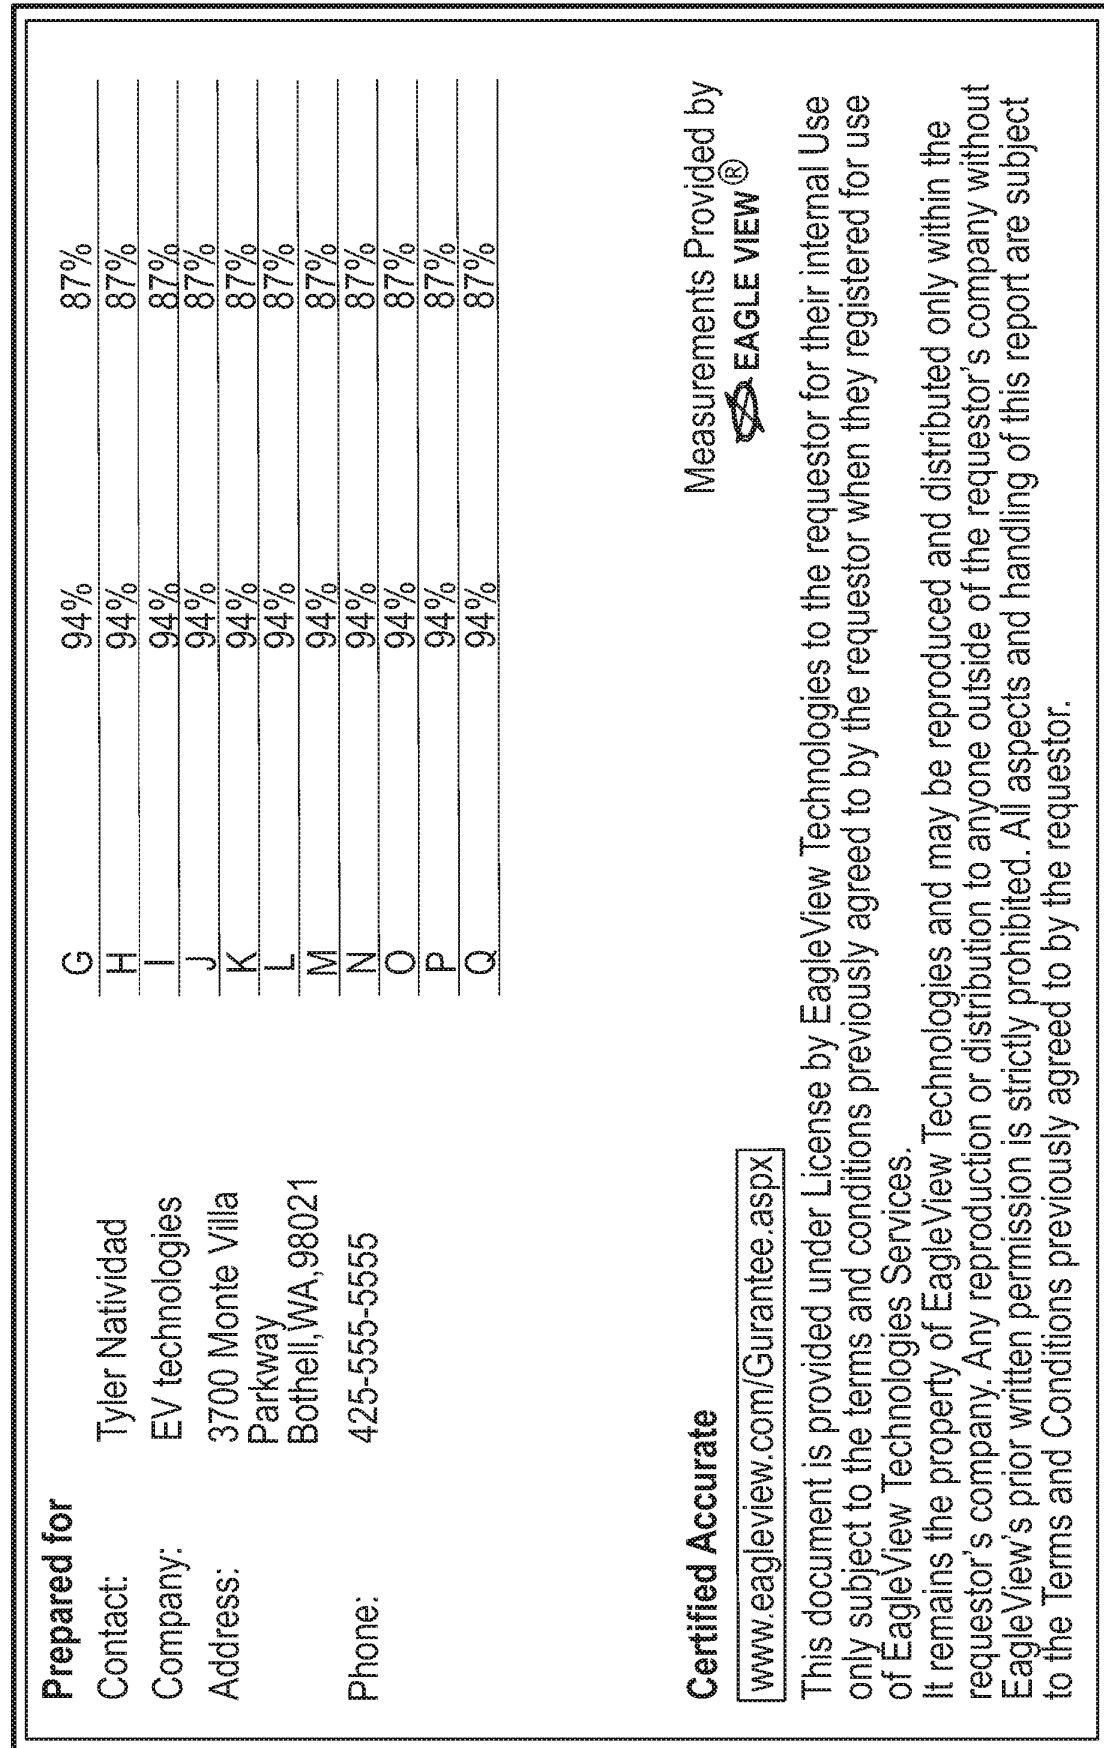 Prepared for
Contact: Tyler Natividad
Company: EV technologies
Address: 3700 Monte Villa
Parkway
Bothell,WA,98021
Phone: 425-555-5555
G 94% 87%
H 94% 87%
I 94% 87%
J 94% 87%
K 94% 87%
L 94% 87%
M 94% 87%
N 94% 87%
O 94% 87%
P 94% 87%
Q 94% 87%
Certified Accurate
www.eagleview.com/Gurantee.aspx
Measurements Provided by
EAGLE VIEW ®
This document is provided under License by EagleView Technologies to the requestor for their internal Use
only subject to the terms and conditions previously agreed to by the requestor when they registered for use
of EagleView Technologies Services.
It remains the property of EagleView Technologies and may be reproduced and distributed only within the
requestor's company. Any reproduction or distribution to anyone outside of the requestor's company without
EagleView's prior written permission is strictly prohibited. All aspects and handling of this report are subject
to the Terms and Conditions previously agreed to by the requestor.